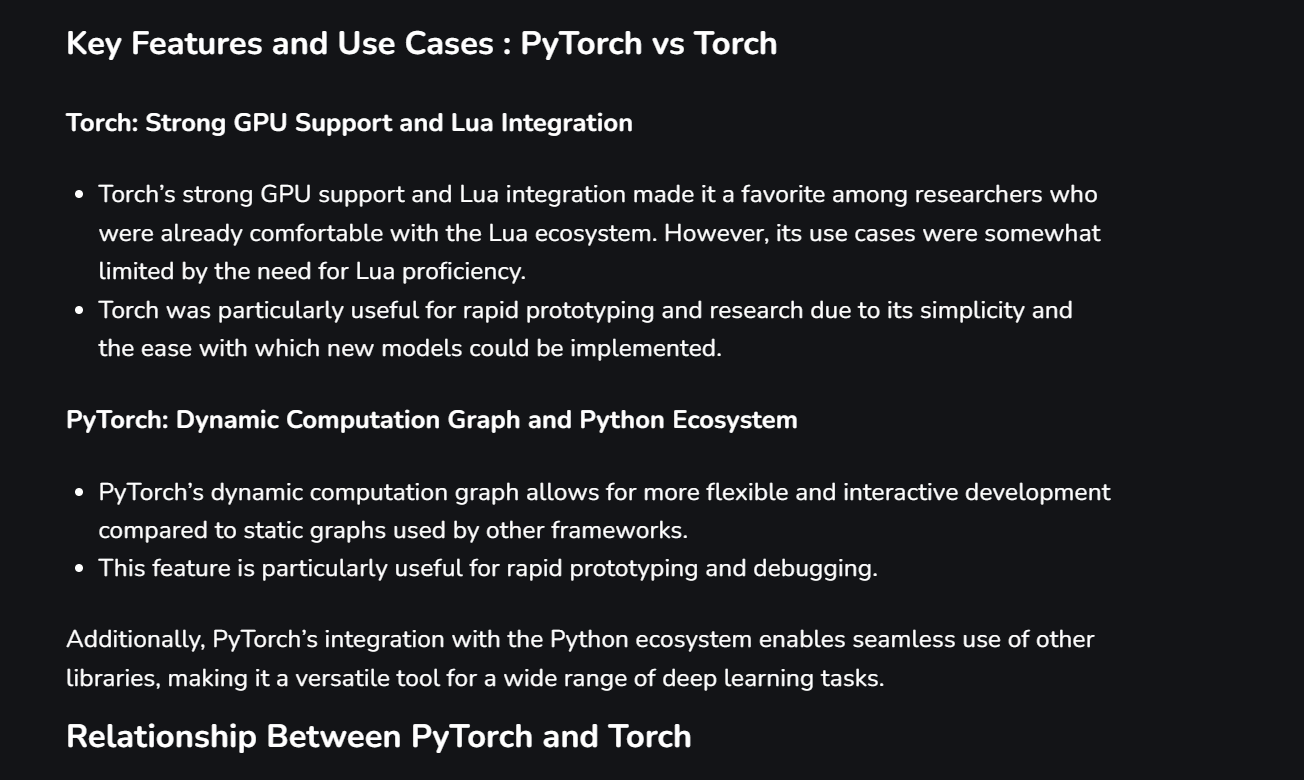 Key Features and Use Cases : PyTorch vs Torch
Torch: Strong GPU Support and Lua Integration
• Torch’s strong GPU support and Lua integration made it a favorite among researchers who
were already comfortable with the Lua ecosystem. However, its use cases were somewhat
limited by the need for Lua proficiency.
• Torch was particularly useful for rapid prototyping and research due to its simplicity and
the ease with which new models could be implemented.
PyTorch: Dynamic Computation Graph and Python Ecosystem
• PyTorch’s dynamic computation graph allows for more flexible and interactive development
compared to static graphs used by other frameworks.
• This feature is particularly useful for rapid prototyping and debugging.
Additionally, PyTorch’s integration with the Python ecosystem enables seamless use of other
libraries, making it a versatile tool for a wide range of deep learning tasks.
Relationship Between PyTorch and Torch